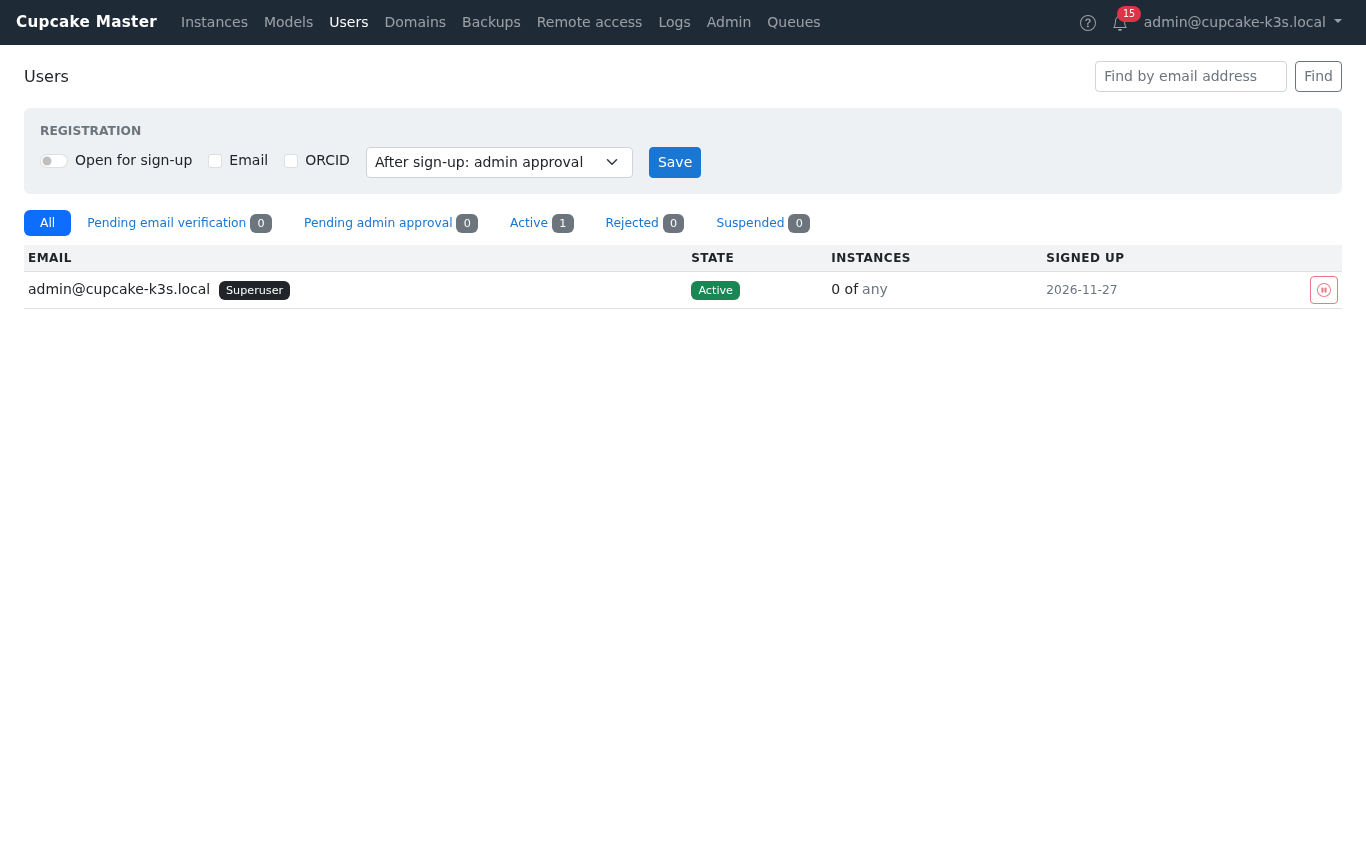 Cupcake Master Instances Models Users Domains Backups Remote access Logs Admin Queues 15 admin@cupcake-k3s.local
Users Find by email address Find
REGISTRATION
Open for sign-up Email ORCID After sign-up: admin approval Save
All Pending email verification 0 Pending admin approval 0 Active 1 Rejected 0 Suspended 0
EMAIL STATE INSTANCES SIGNED UP
admin@cupcake-k3s.local Superuser Active 0 of any 2026-11-27